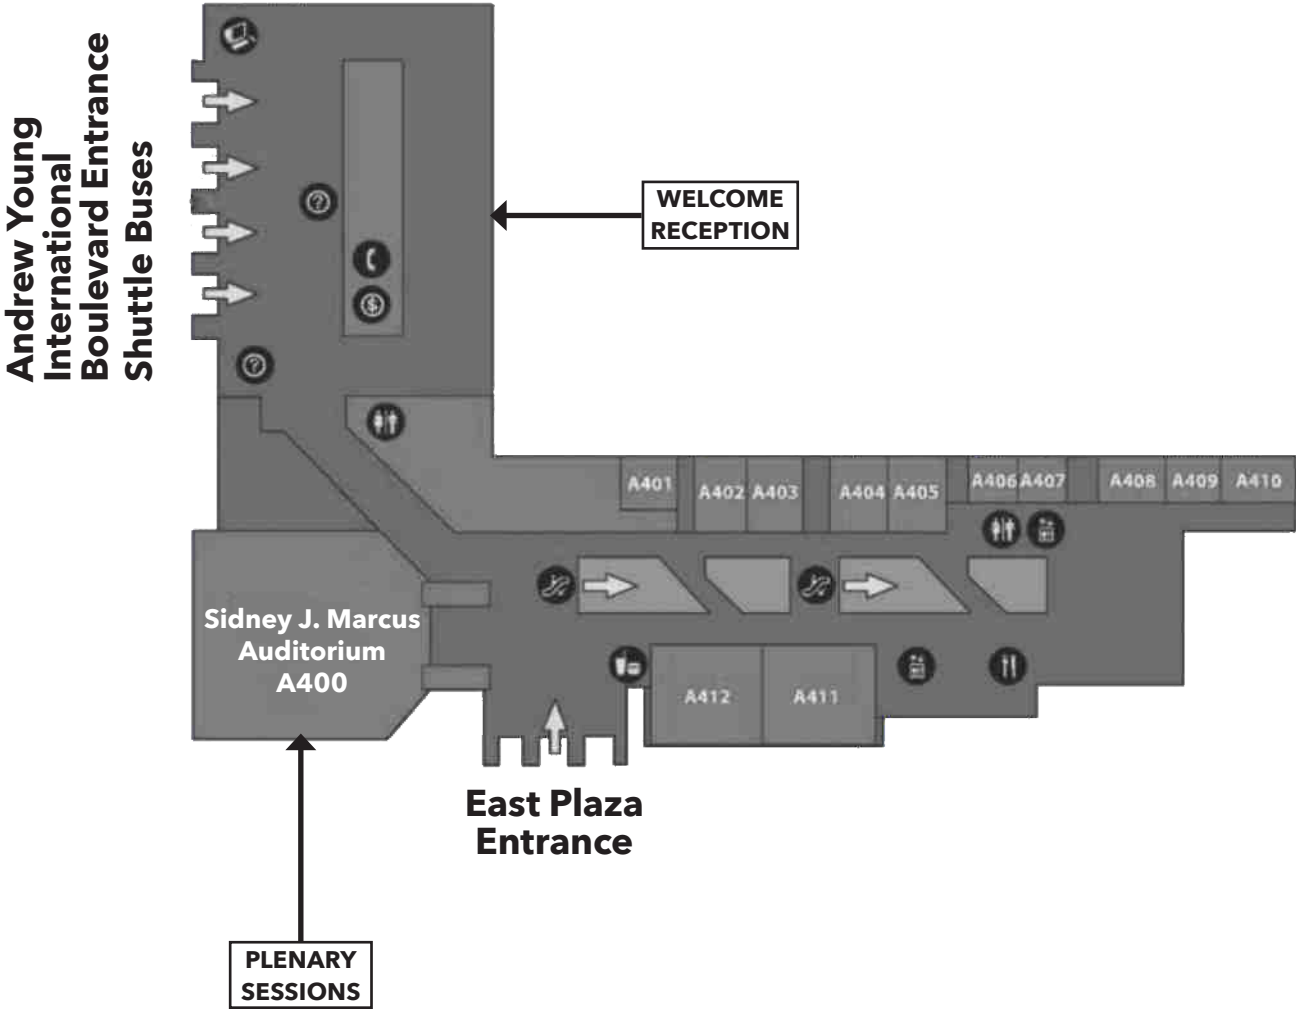 Andrew Young
International
Boulevard Entrance
Shuttle Buses
WELCOME
RECEPTION
A401
A402
A403
A404
A405
A406
A407
A408
A409
A410
Sidney J. Marcus
Auditorium
A400
A412
A411
East Plaza
Entrance
PLENARY
SESSIONS